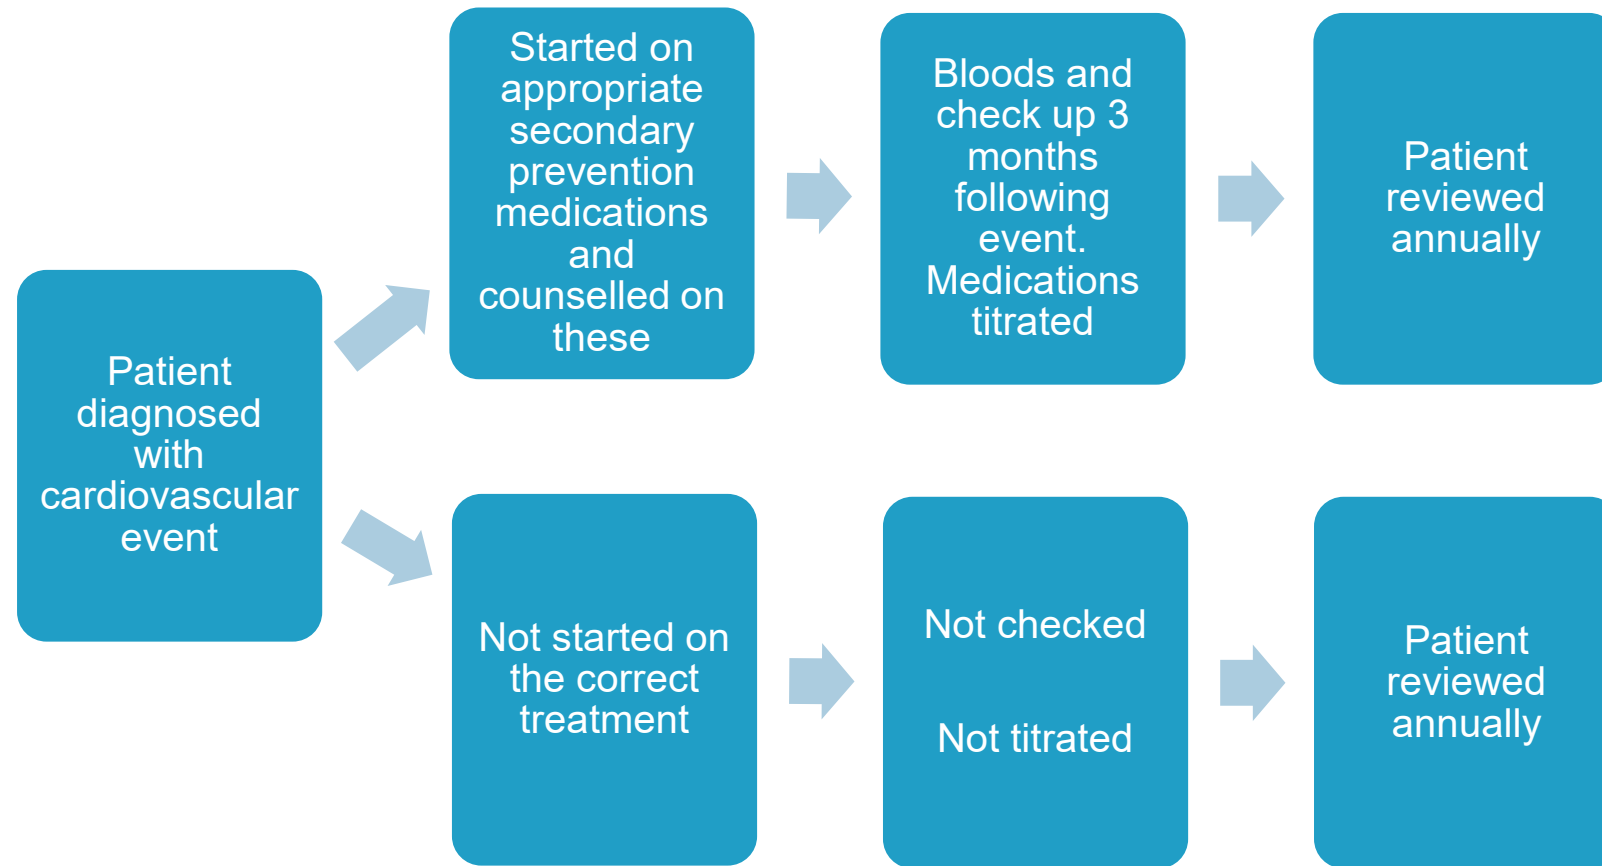 Patient
diagnosed
with
cardiovascular
event
Started on
appropriate
secondary
prevention
medications
and
counselled on
these
Bloods and
check up 3
months
following
event.
Medications
titrated
Patient
reviewed
annually
Not started on
the correct
treatment
Not checked
Not titrated
Patient
reviewed
annually